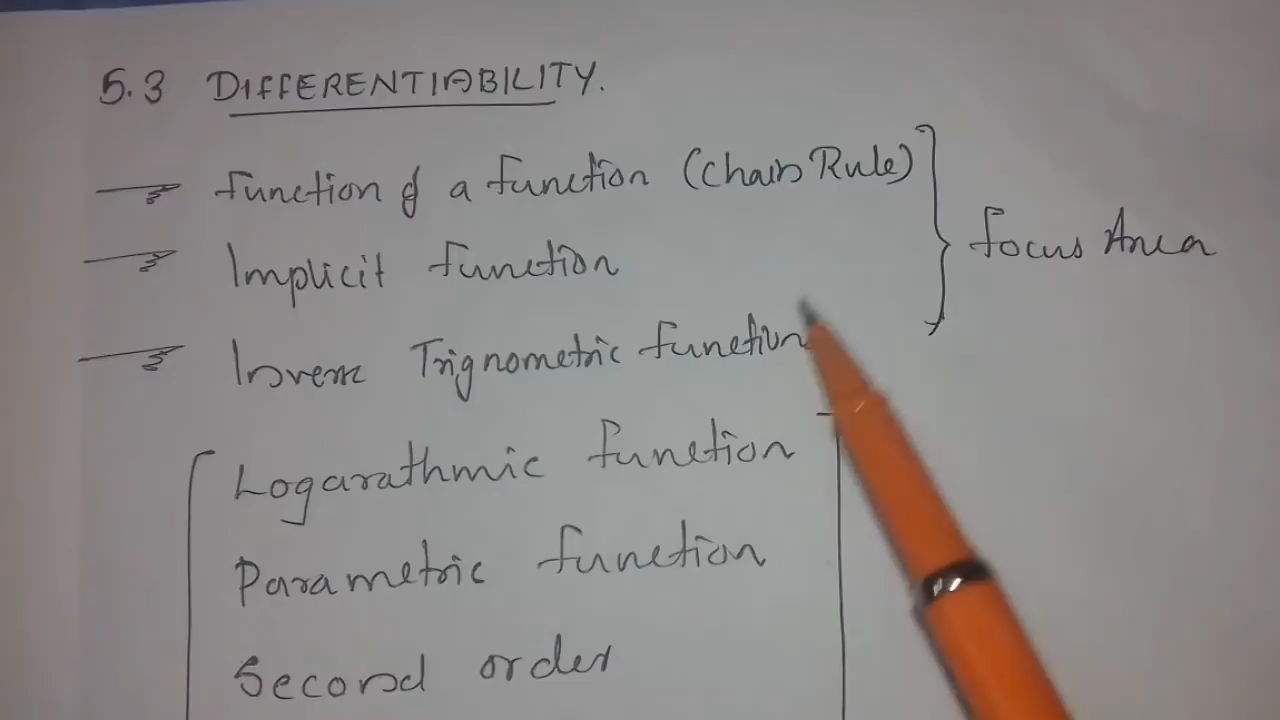 5.3 DIFFERENTIABILITY.
function of a function (Chain Rule)
Implicit function
Focus Area
Inverse Trignometric function
Logarathmic function
Parametric function
Second order